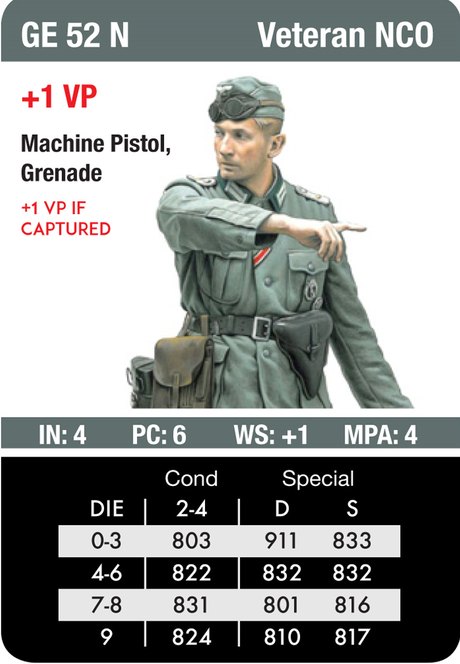 GE 52 N Veteran NCO
+1 VP
Machine Pistol,
Grenade
+1 VP IF
CAPTURED
IN: 4 PC: 6 WS: +1 MPA: 4
Cond Special
DIE 2-4 D S
0-3 803 911 833
4-6 822 832 832
7-8 831 801 816
9 824 810 817